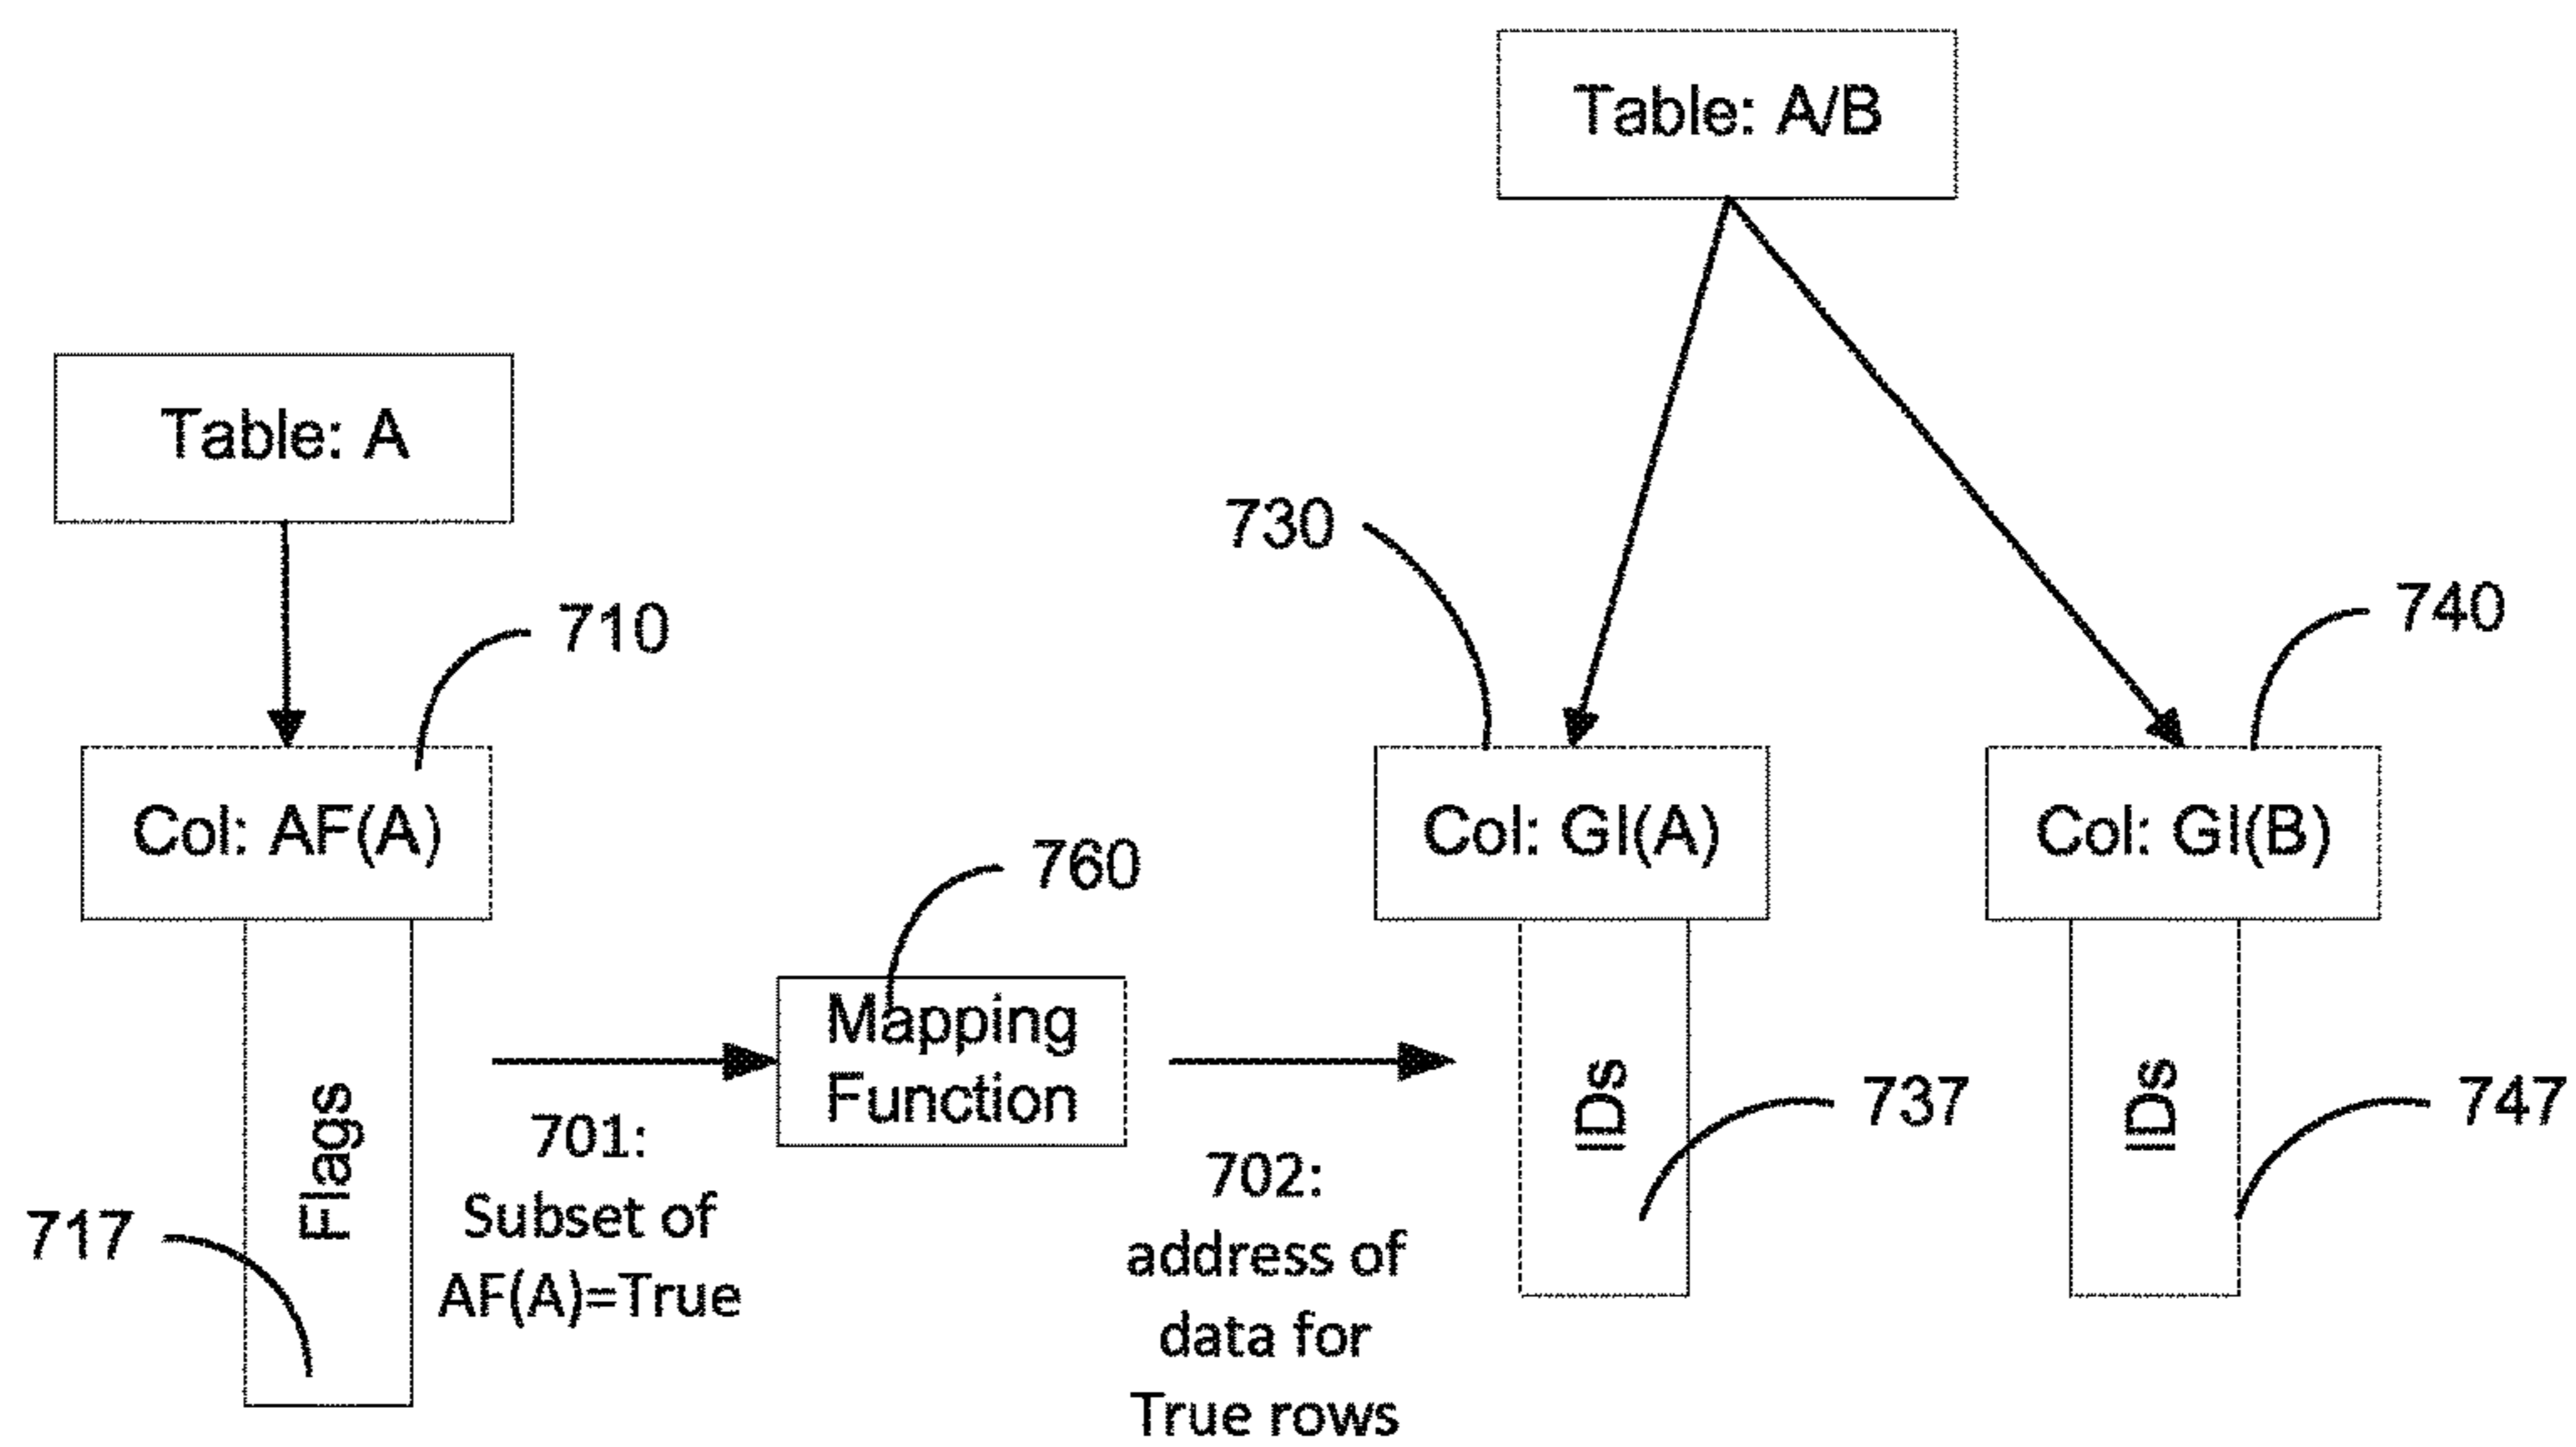 Table: A/B
Table: A
730
740
710
Col: AF(A)
Col: GI(A)
Col: GI(B)
760
Mapping
Function
Flags
IDs
IDs
737
747
717
701:
Subset of
AF(A)=True
702:
address of
data for
True rows